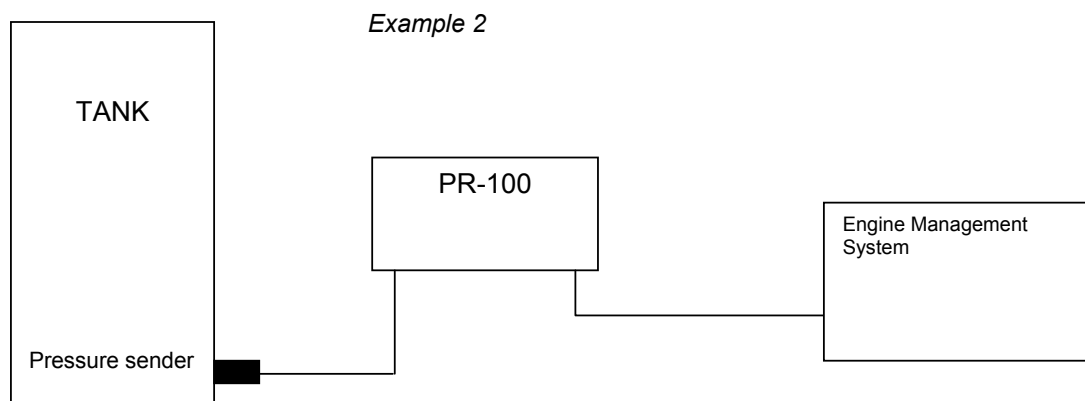 Example 2
TANK
PR-100
Engine Management
System
Pressure sender